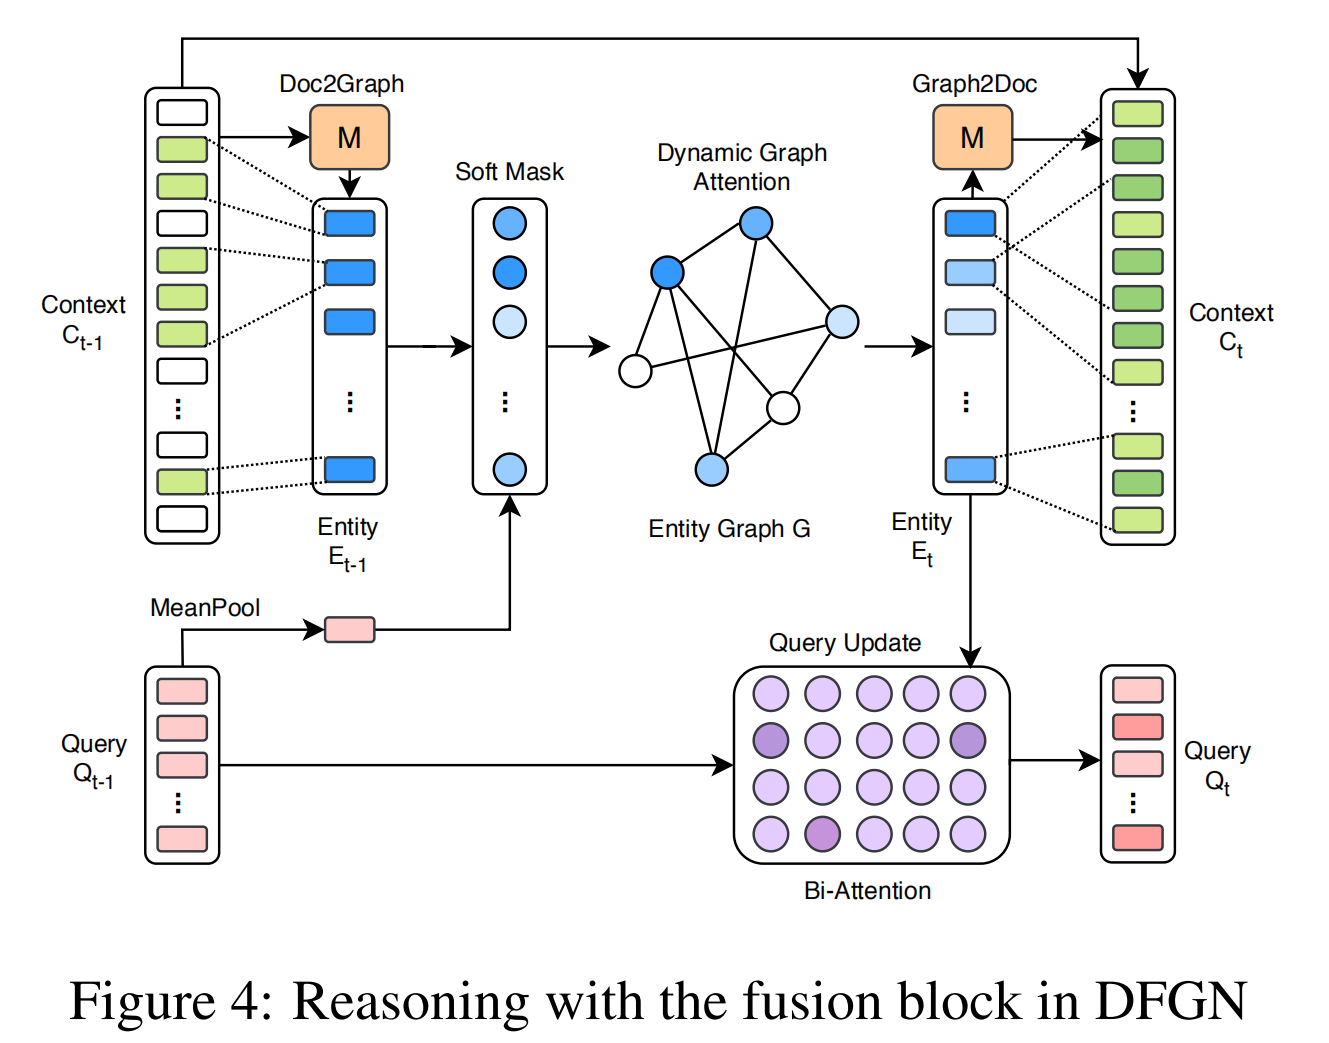 Doc2Graph
M
Graph2Doc
M
Soft Mask
Dynamic Graph
Attention
Context
C_{t-1}
Context
C_t
...
...
...
...
...
Entity
E_{t-1}
Entity Graph G
Entity
E_t
MeanPool
Query Update
Query
Q_{t-1}
...
Query
Q_t
...
Bi-Attention
Figure 4: Reasoning with the fusion block in DFGN